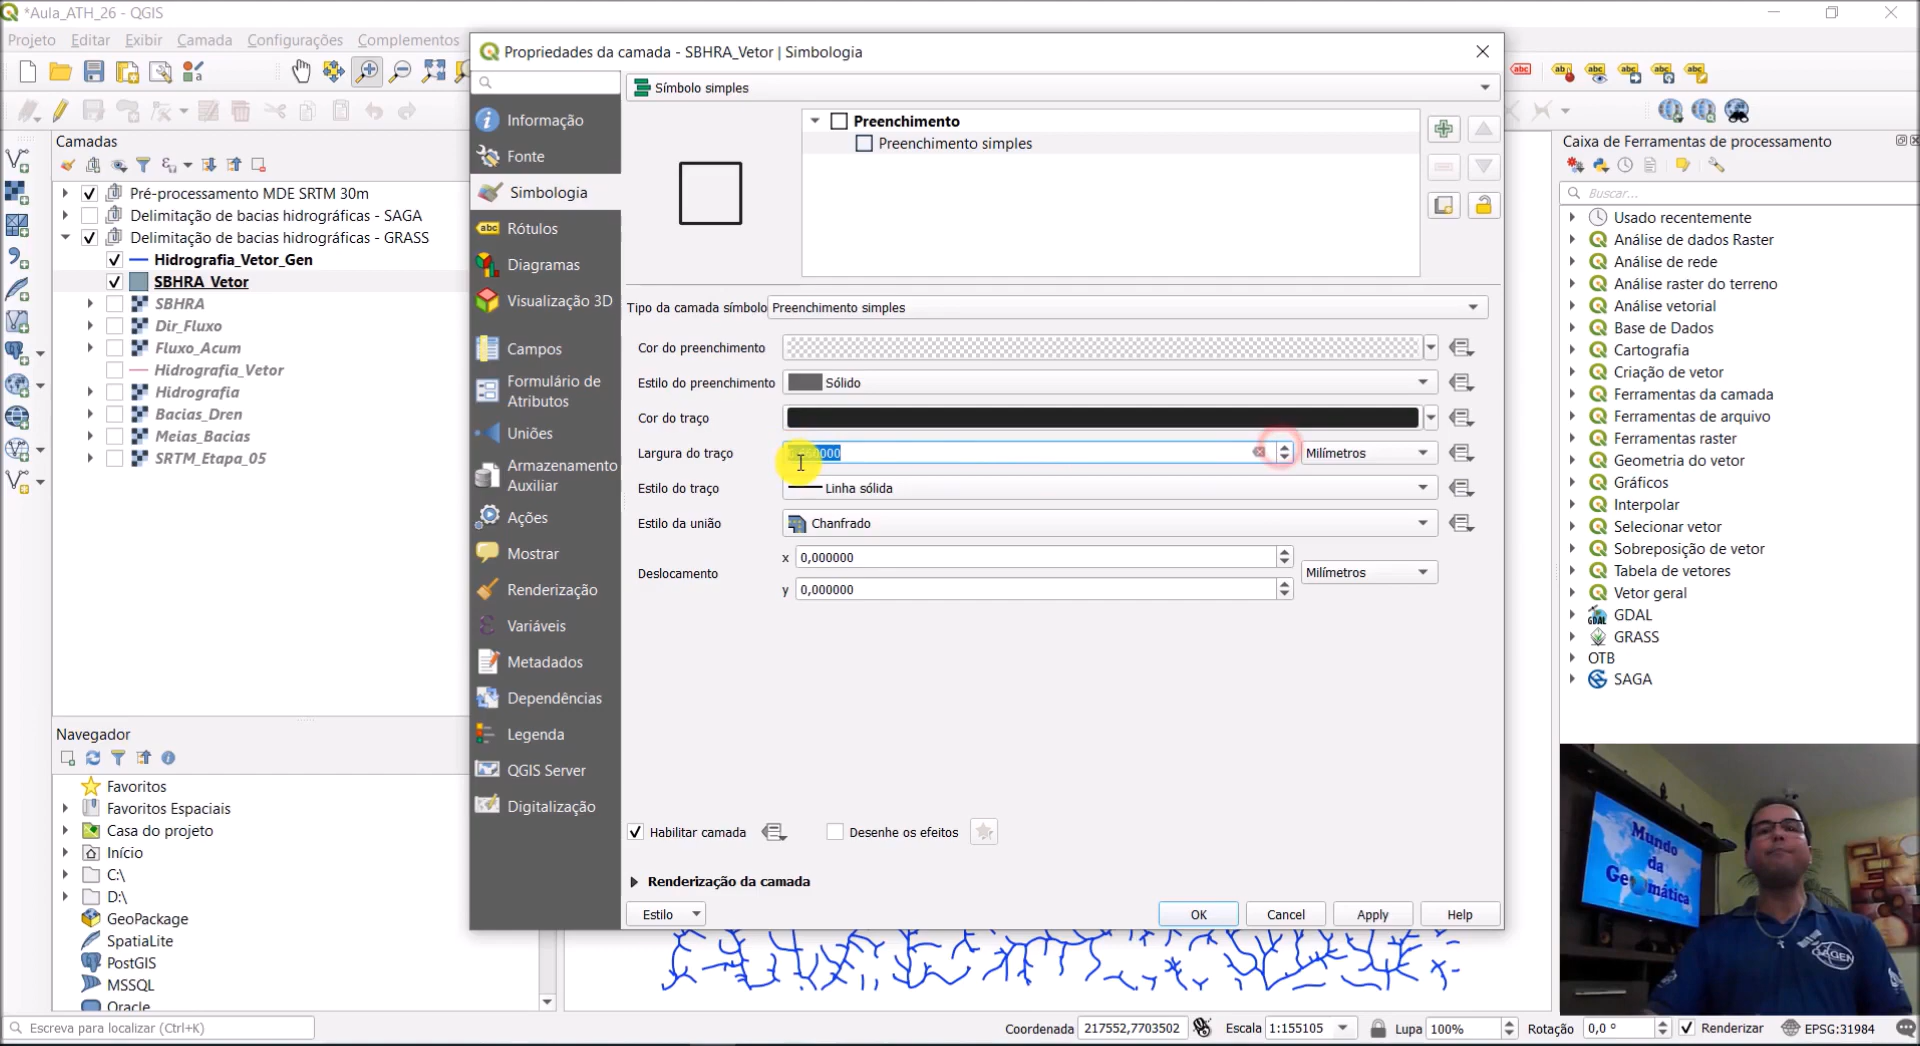 *Aula_ATH_26 - QGIS
Projeto Editar Exibir Camada Configurações Complementos
Propriedades da camada - SBHRA_Vetor | Simbologia
Informação
Fonte
Simbologia
Rótulos
Diagramas
Visualização 3D
Campos
Formulário de
Atributos
Uniões
Armazenamento
Auxiliar
Ações
Mostrar
Renderização
Variáveis
Metadados
Dependências
Legenda
QGIS Server
Digitalização
Símbolo simples
Preenchimento
Preenchimento simples
Tipo da camada símbolo Preenchimento simples
Cor do preenchimento
Estilo do preenchimento Sólido
Cor do traço
Largura do traço Milímetros
Estilo do traço Linha sólida
Estilo da união Chanfrado
Deslocamento
x 0,000000
y 0,000000
Milímetros
Habilitar camada Desenhe os efeitos
Renderização da camada
Estilo OK Cancel Apply Help
Camadas
Pré-processamento MDE SRTM 30m
Delimitação de bacias hidrográficas - SAGA
Delimitação de bacias hidrográficas - GRASS
Hidrografia_Vetor_Gen
SBHRA_Vetor
SBHRA
Dir_Fluxo
Fluxo_Acum
Hidrografia_Vetor
Hidrografia
Bacias_Dren
Meias_Bacias
SRTM_Etapa_05
Navegador
Favoritos
Favoritos Espaciais
Casa do projeto
Início
C:\
D:\
GeoPackage
SpatiaLite
PostGIS
MSSQL
Oracle
Caixa de Ferramentas de processamento
Buscar...
Usado recentemente
Análise de dados Raster
Análise de rede
Análise raster do terreno
Análise vetorial
Base de Dados
Cartografia
Criação de vetor
Ferramentas da camada
Ferramentas de arquivo
Ferramentas raster
Geometria do vetor
Gráficos
Interpolar
Selecionar vetor
Sobreposição de vetor
Tabela de vetores
Vetor geral
GDAL
GRASS
OTB
SAGA
Mundo
da
Geomática
Escreva para localizar (Ctrl+K) Coordenada 217552,7703502 Escala 1:155105 Lupa 100% Rotação 0,0 ° Renderizar EPSG:31984